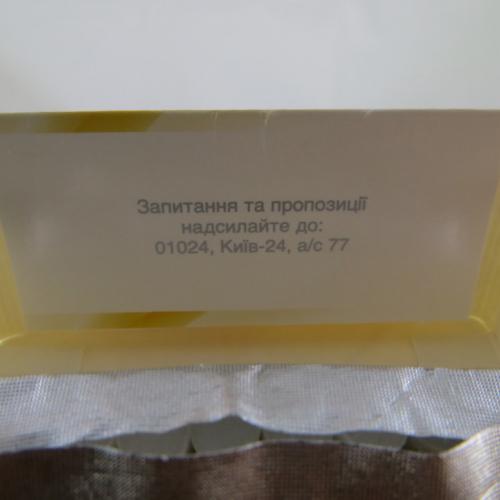 Запитання та пропозиції
надсилайте до:
01024, Київ-24, а/с 77